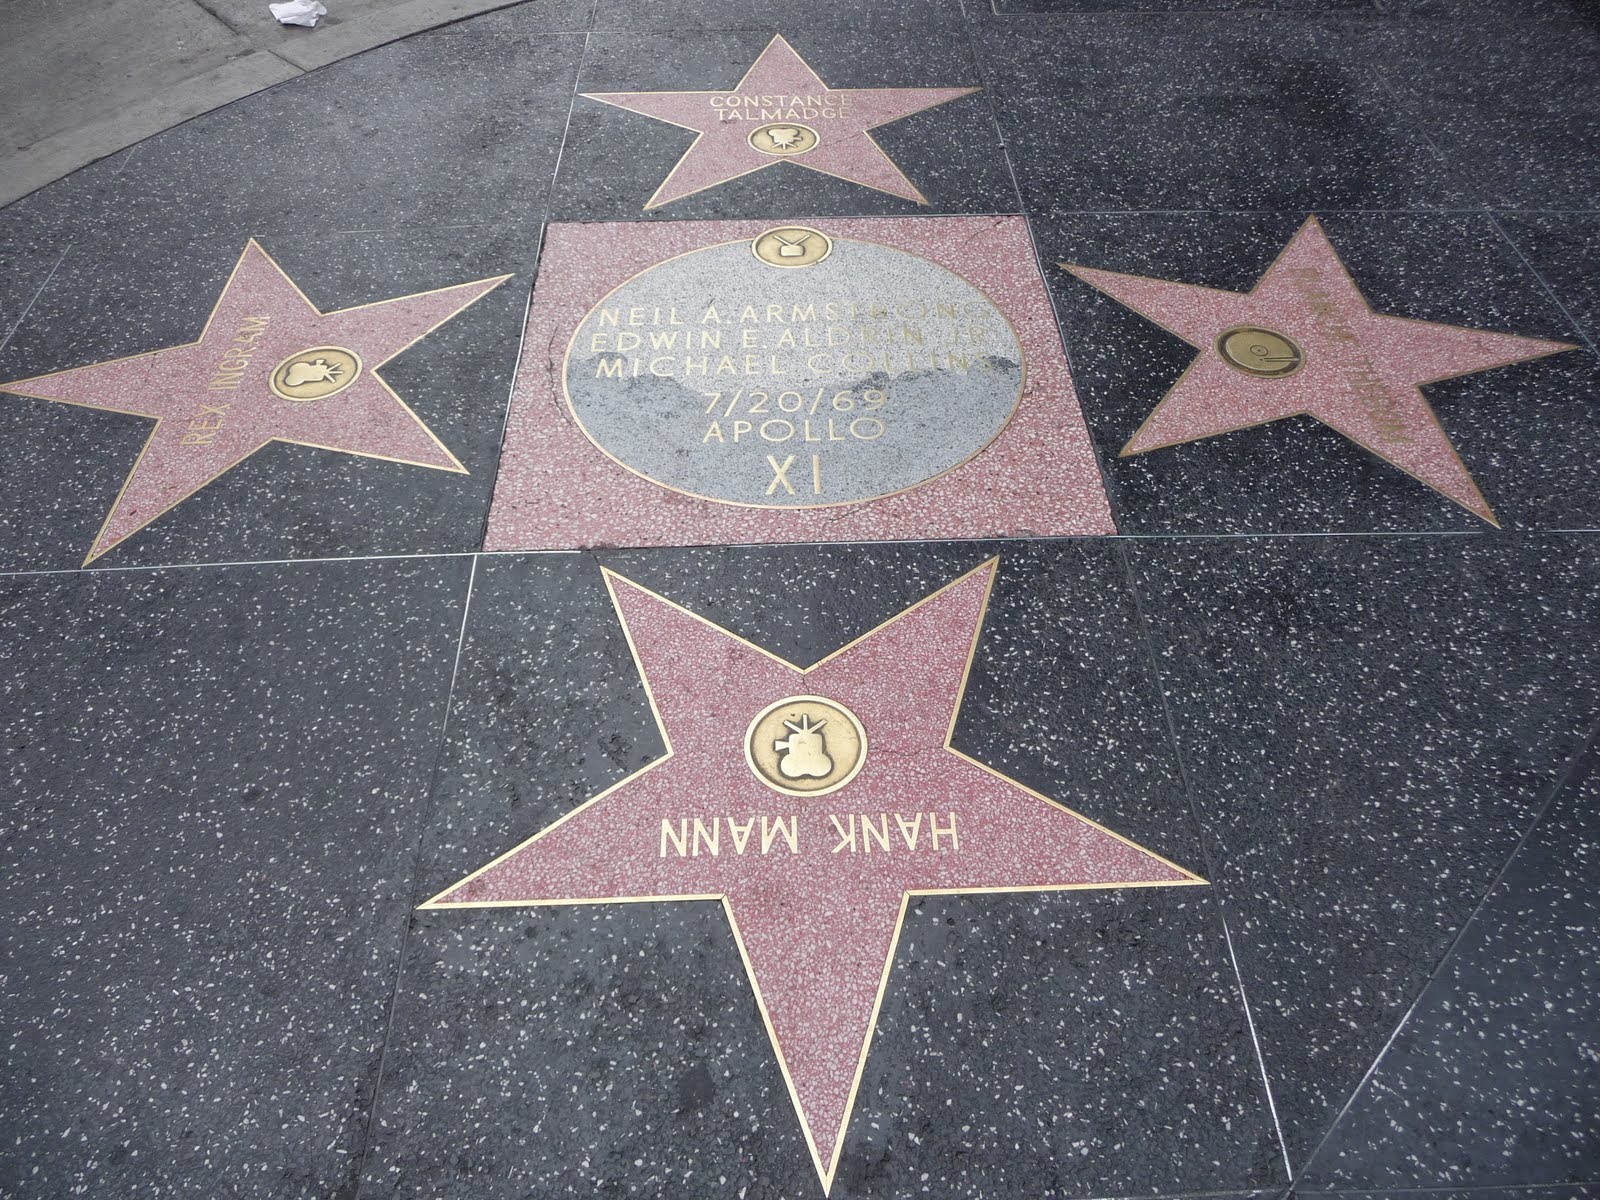 CONSTANCE
TALMADGE
REX INGRAM
NEIL A. ARMSTRONG
EDWIN E. ALDRIN JR
MICHAEL COLLINS
7/20/69
APOLLO
XI
HANK MANN